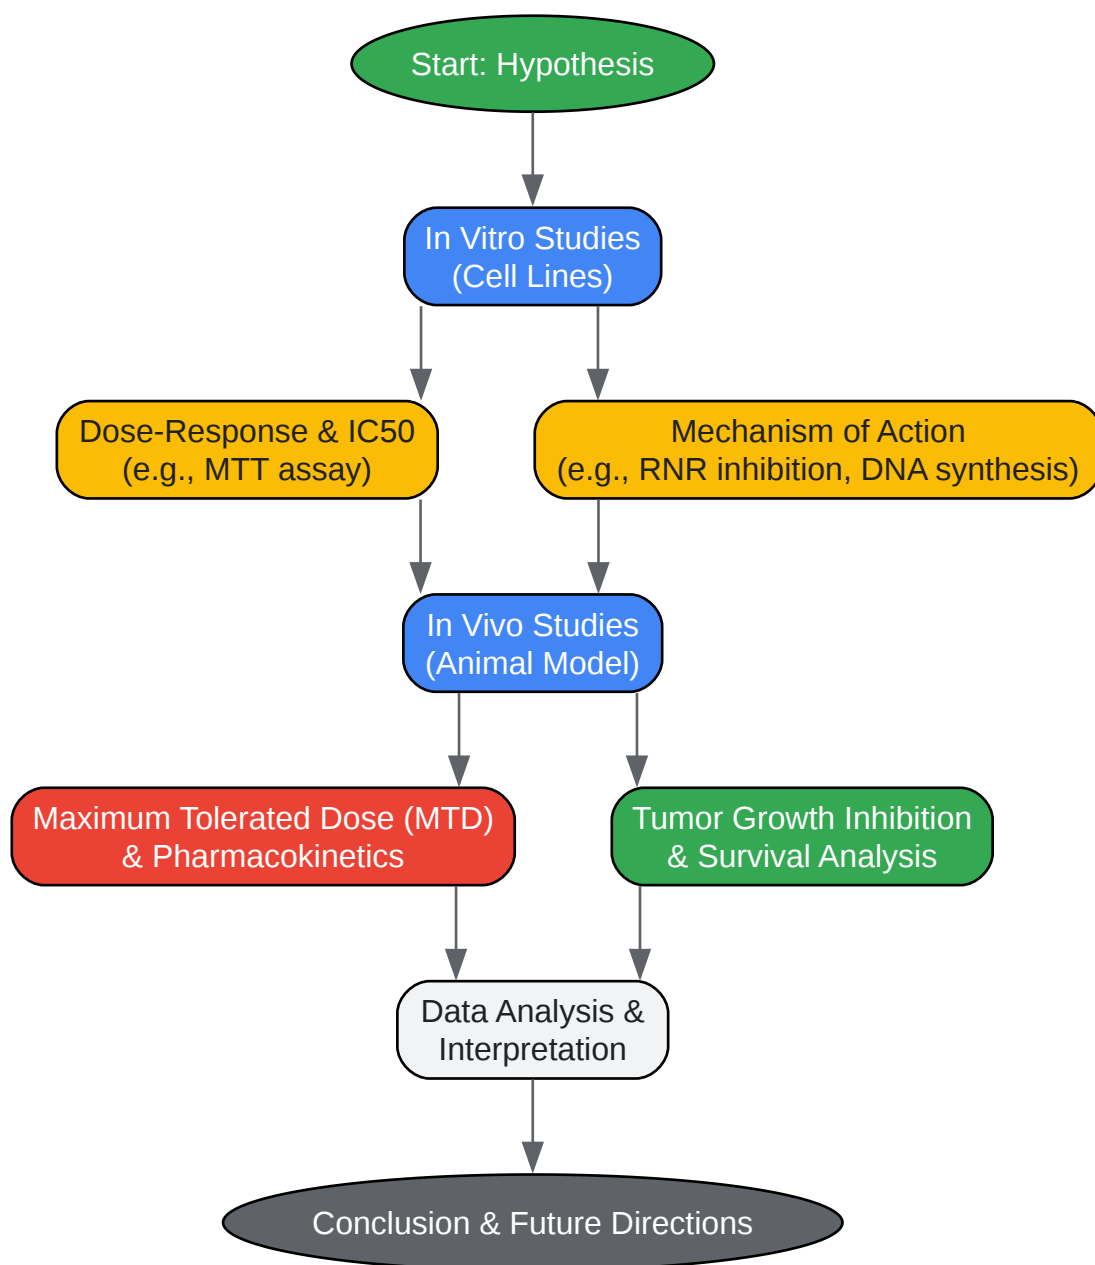 Start: Hypothesis
In Vitro Studies
(Cell Lines)
Dose-Response & IC50
(e.g., MTT assay)
Mechanism of Action
(e.g., RNR inhibition, DNA synthesis)
In Vivo Studies
(Animal Model)
Maximum Tolerated Dose (MTD)
& Pharmacokinetics
Tumor Growth Inhibition
& Survival Analysis
Data Analysis &
Interpretation
Conclusion & Future Directions